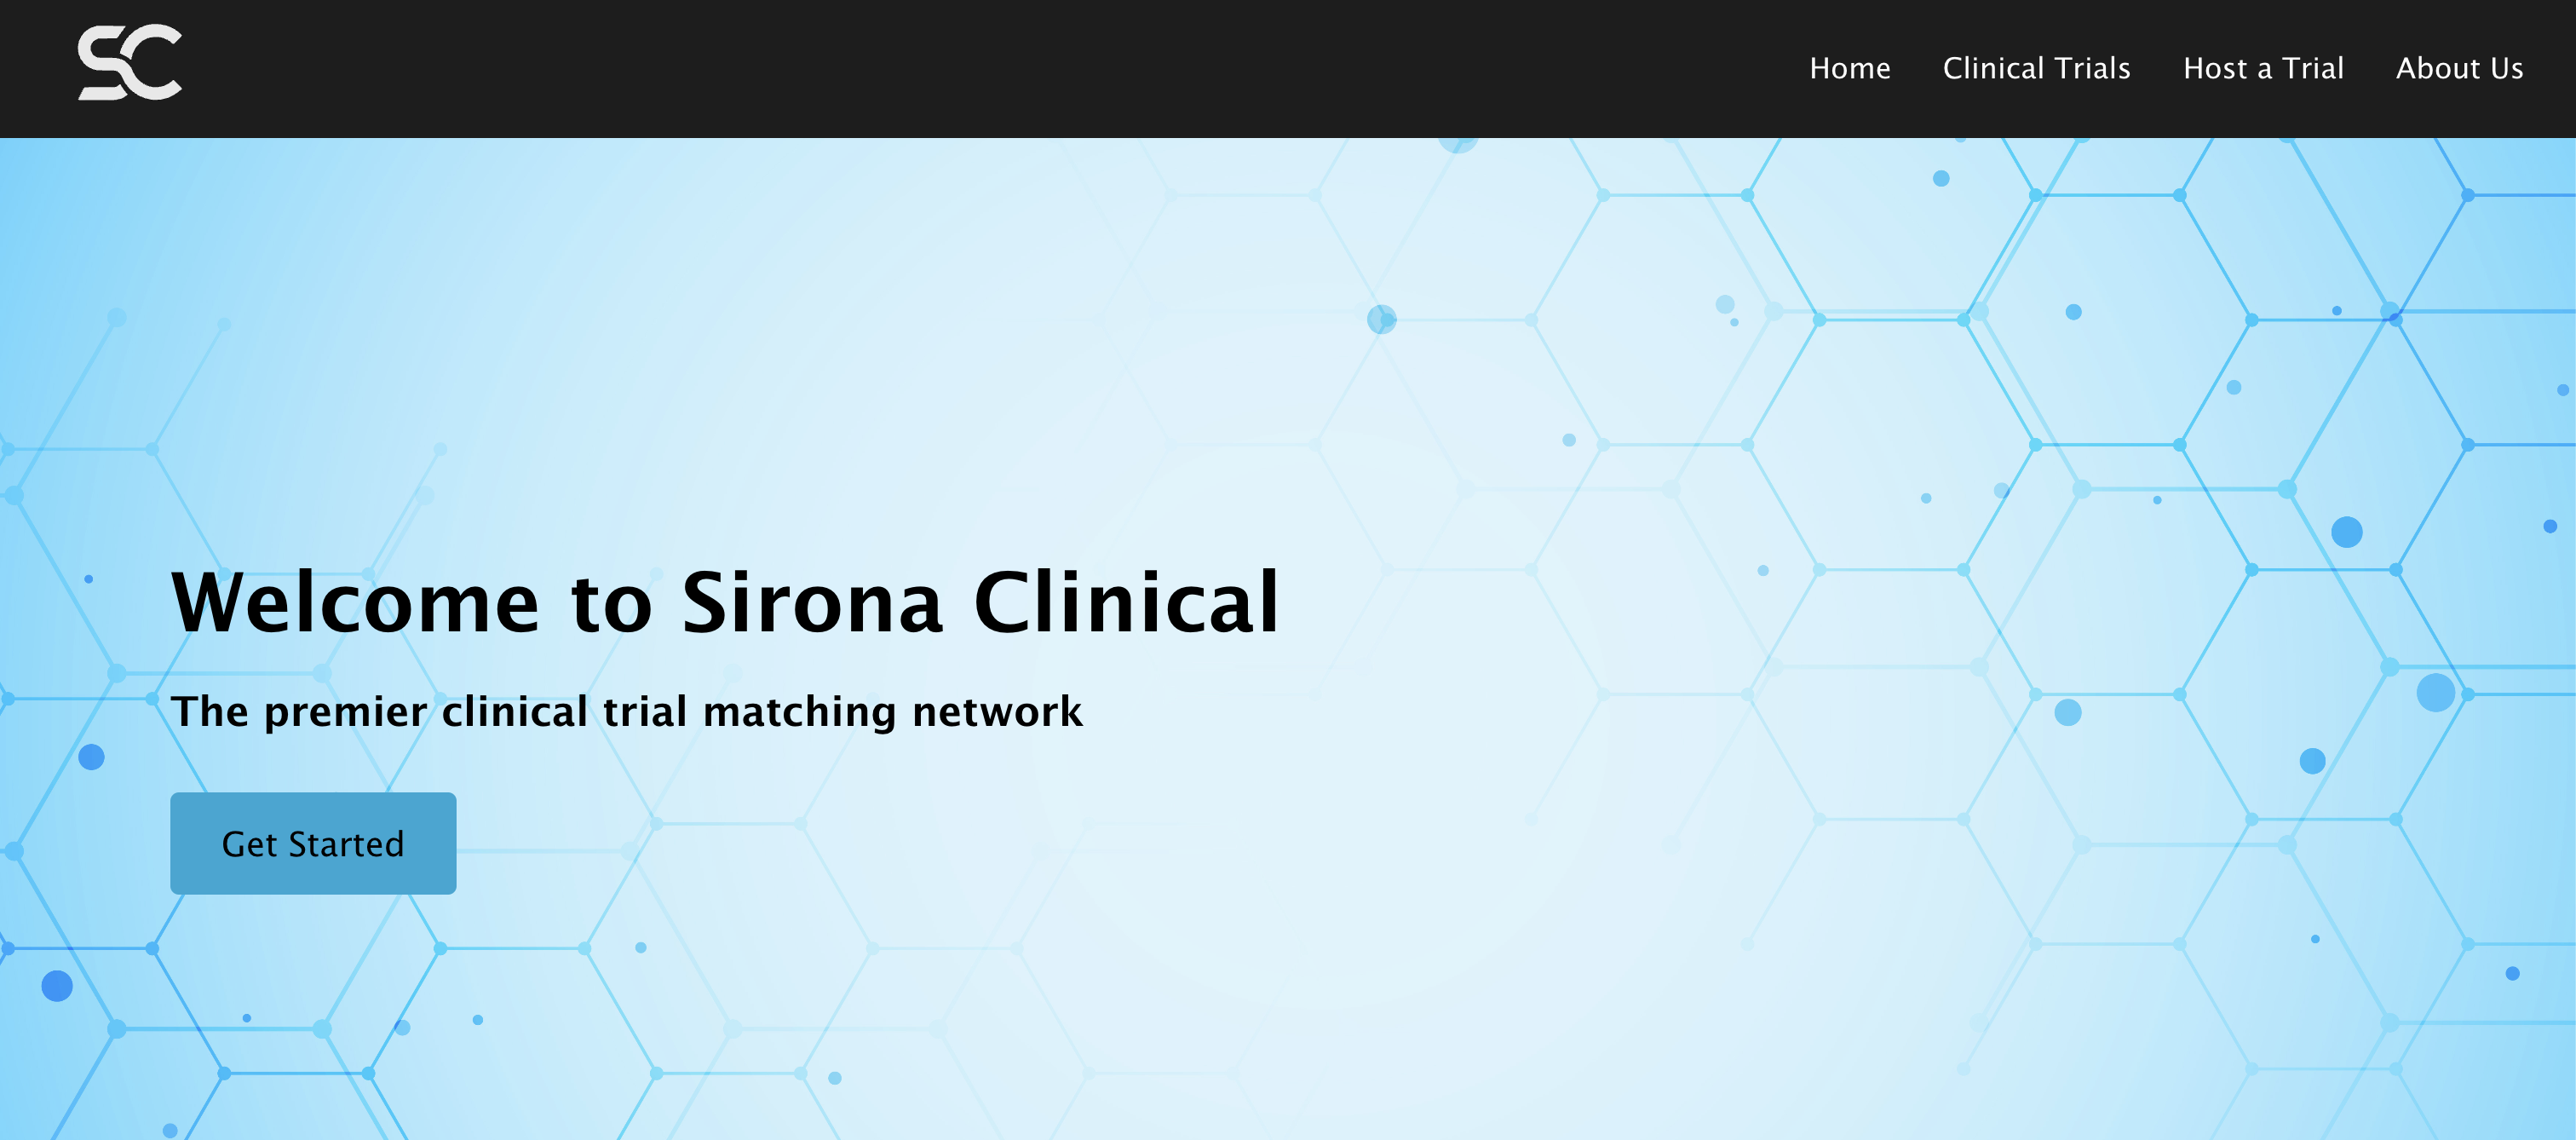 SC
Home Clinical Trials Host a Trial About Us
Welcome to Sirona Clinical
The premier clinical trial matching network
Get Started